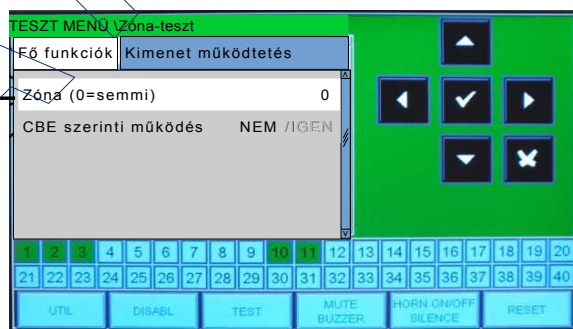 TESZT MENÜ \Zóna-teszt
Fő funkciók Kimenet működtetés
Zóna (0=semmi) 0
CBE szerinti működés NEM /IGEN
1 2 3 4 5 6 7 8 9 10 11 12 13 14 15 16 17 18 19 20
21 22 23 24 25 26 27 28 29 30 31 32 33 34 35 36 37 38 39 40
UTIL DISABL TEST MUTE BUZZER HORN ON/OFF SILENCE RESET